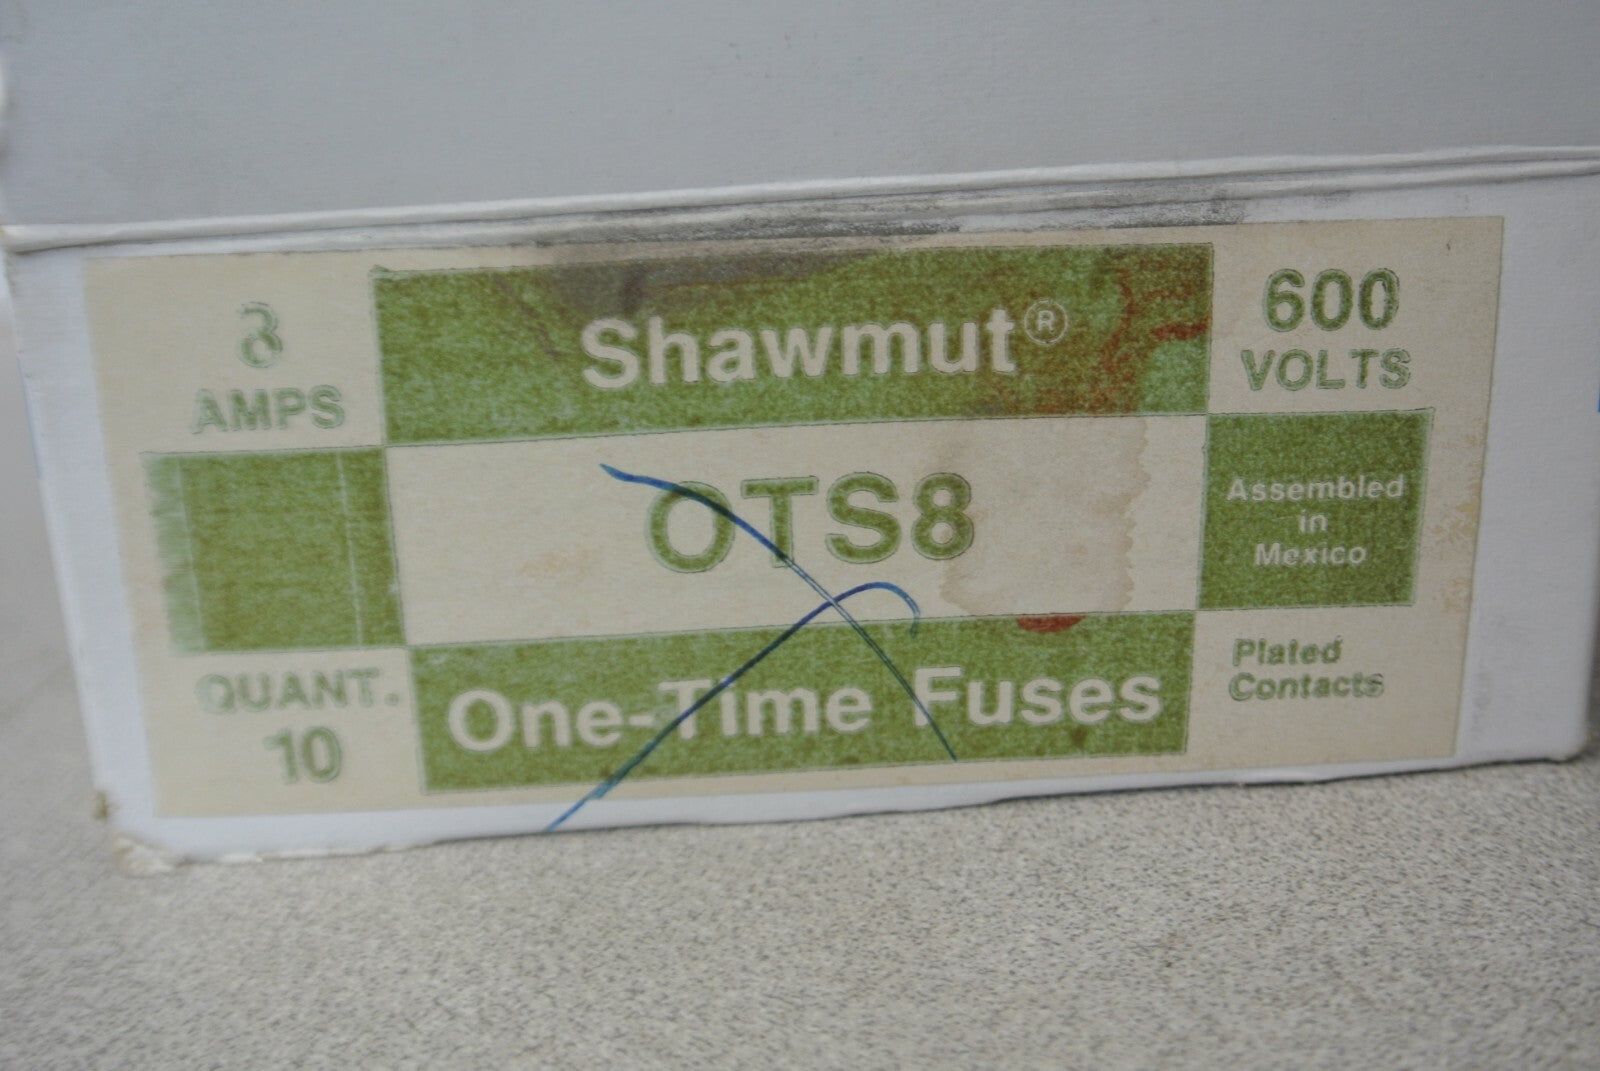 8
AMPS
Shawmut®
600
VOLTS
OTS8
Assembled
in
Mexico
QUANT.
10
One-Time Fuses
Plated
Contacts